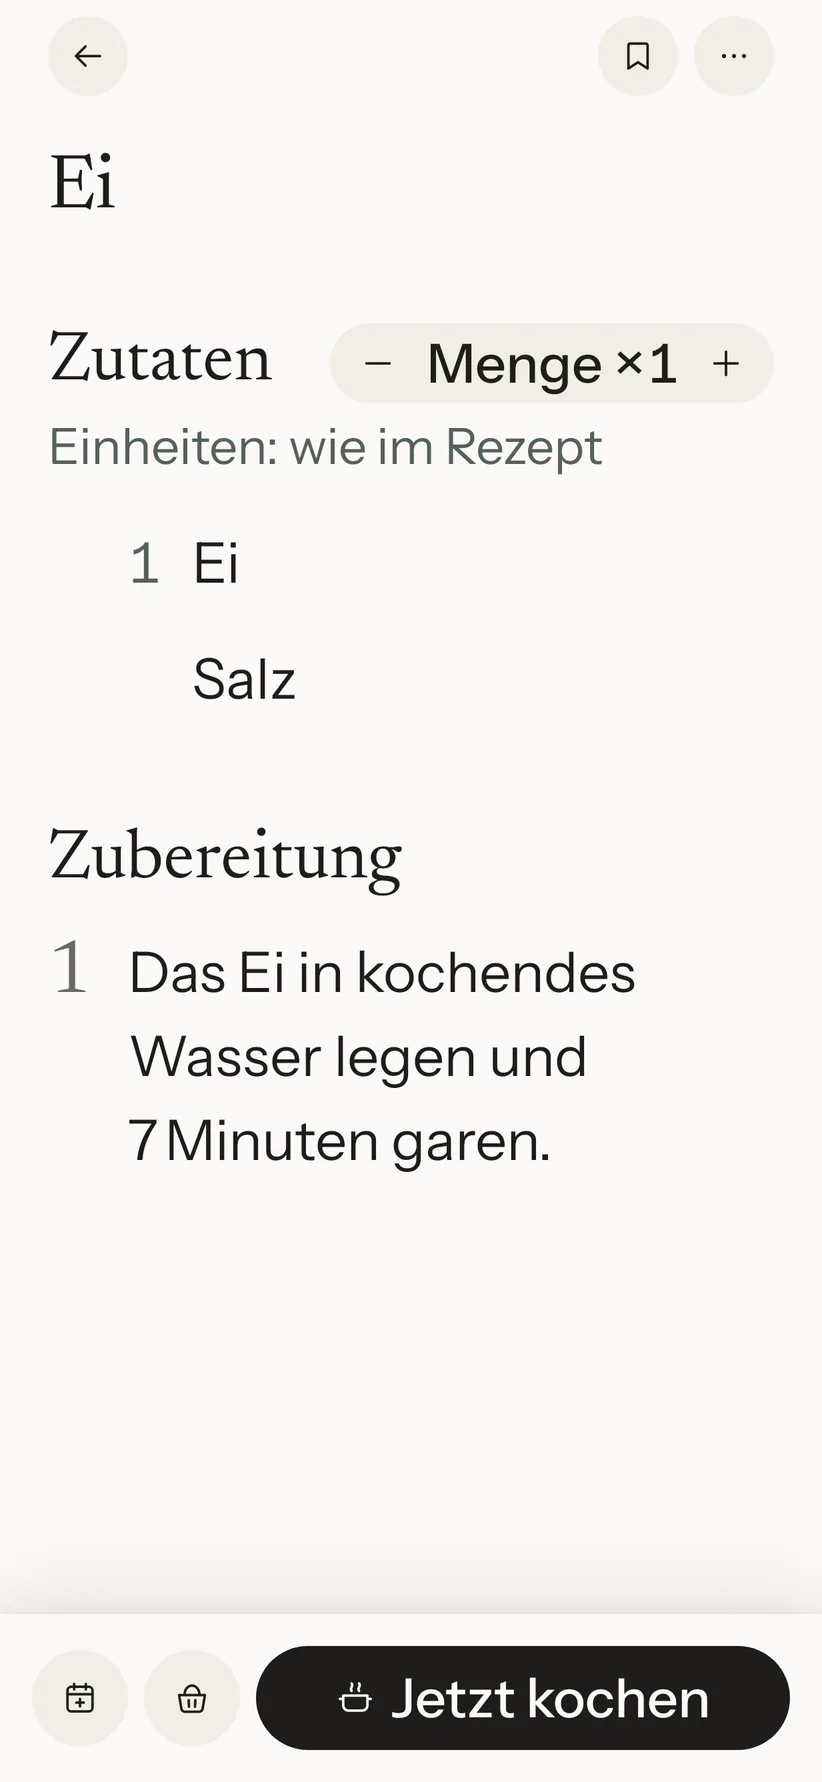 Ei
Zutaten
− Menge ×1 +
Einheiten: wie im Rezept
1 Ei
Salz
Zubereitung
1 Das Ei in kochendes
Wasser legen und
7 Minuten garen.
Jetzt kochen